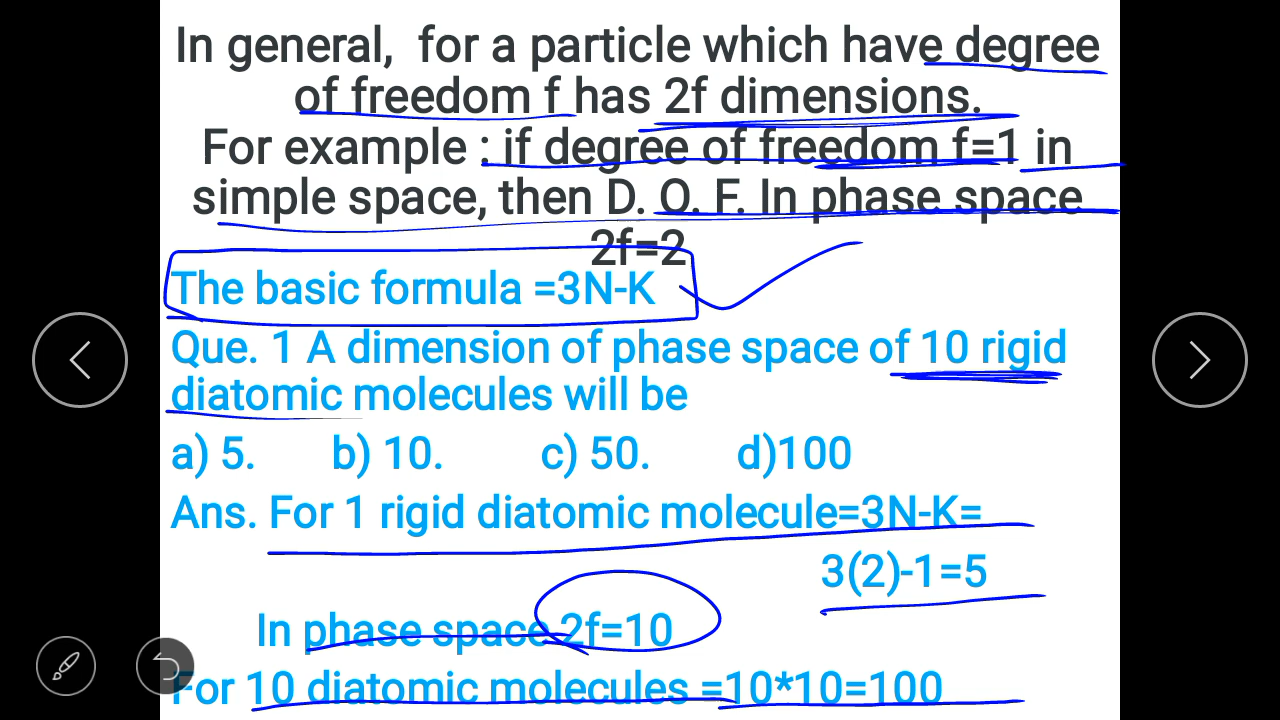 In general,  for a particle which have degree
of freedom f has 2f dimensions.
For example : if degree of freedom f=1 in
simple space, then D. O. F. In phase space
2f=2
The basic formula =3N-K
Que. 1 A dimension of phase space of 10 rigid
diatomic molecules will be
a) 5.    b) 10.    c) 50.    d)100
Ans. For 1 rigid diatomic molecule=3N-K=
3(2)-1=5
In phase space 2f=10
For 10 diatomic molecules =10*10=100